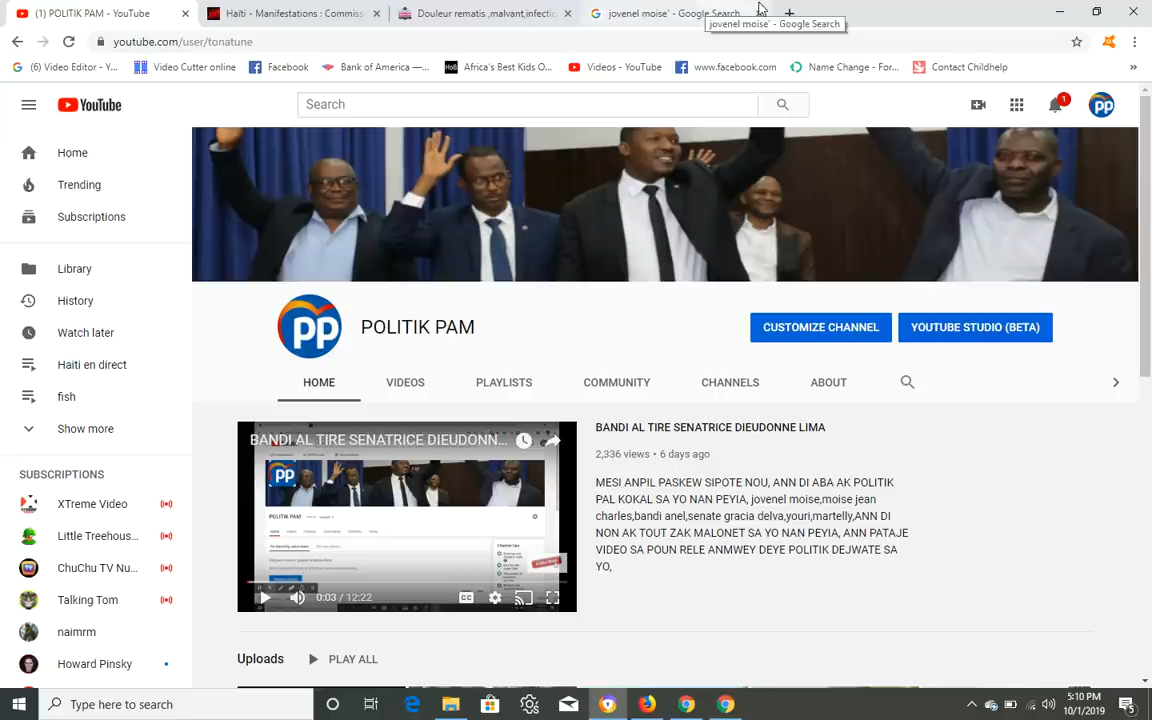 (1) POLITIK PAM - YouTube
Haïti - Manifestations : Commiss
Douleur rematis ,malvant,infectio
jovenel moise' - Google Search
jovenel moise' - Google Search
youtube.com/user/tonatune
(6) Video Editor - Y...
Video Cutter online
Facebook
Bank of America —...
Africa's Best Kids O...
Videos - YouTube
www.facebook.com
Name Change - For...
Contact Childhelp
YouTube
Search
1
pp
Home
Trending
Subscriptions
Library
History
Watch later
Haiti en direct
fish
Show more
SUBSCRIPTIONS
XTreme Video
Little Treehous...
ChuChu TV Nu...
Talking Tom
naimrm
Howard Pinsky
pp
POLITIK PAM
CUSTOMIZE CHANNEL
YOUTUBE STUDIO (BETA)
HOME
VIDEOS
PLAYLISTS
COMMUNITY
CHANNELS
ABOUT
BANDI AL TIRE SENATRICE DIEUDONN...
pp
POLITIK PAM
0:03 / 12:22
BANDI AL TIRE SENATRICE DIEUDONNE LIMA
2,336 views • 6 days ago
MESI ANPIL PASKEW SIPOTE NOU, ANN DI ABA AK POLITIK
PAL KOKAL SA YO NAN PEYIA, jovenel moise,moise jean
charles,bandi anel,senate gracia delva,youri,martelly,ANN DI
NON AK TOUT ZAK MALONET SA YO NAN PEYIA, ANN PATAJE
VIDEO SA POUN RELE ANMWEY DEYE POLITIK DEJWATE SA
YO,
Uploads
PLAY ALL
Type here to search
5:10 PM
10/1/2019
5